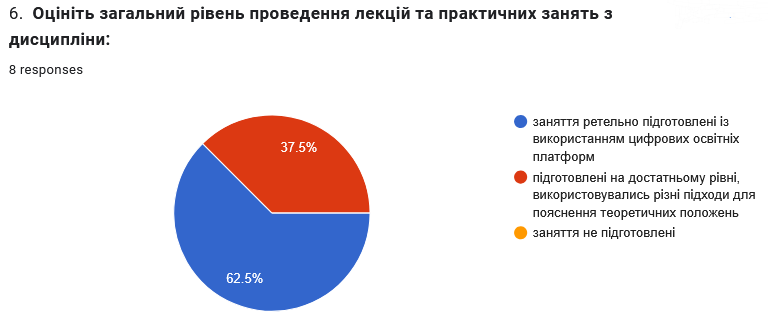 6. Оцініть загальний рівень проведення лекцій та практичних занять з
дисципліни:
8 responses
37.5%
62.5%
заняття ретельно підготовлені із
використанням цифрових освітніх
платформ
підготовлені на достатньому рівні,
використовувались різні підходи для
пояснення теоретичних положень
заняття не підготовлені